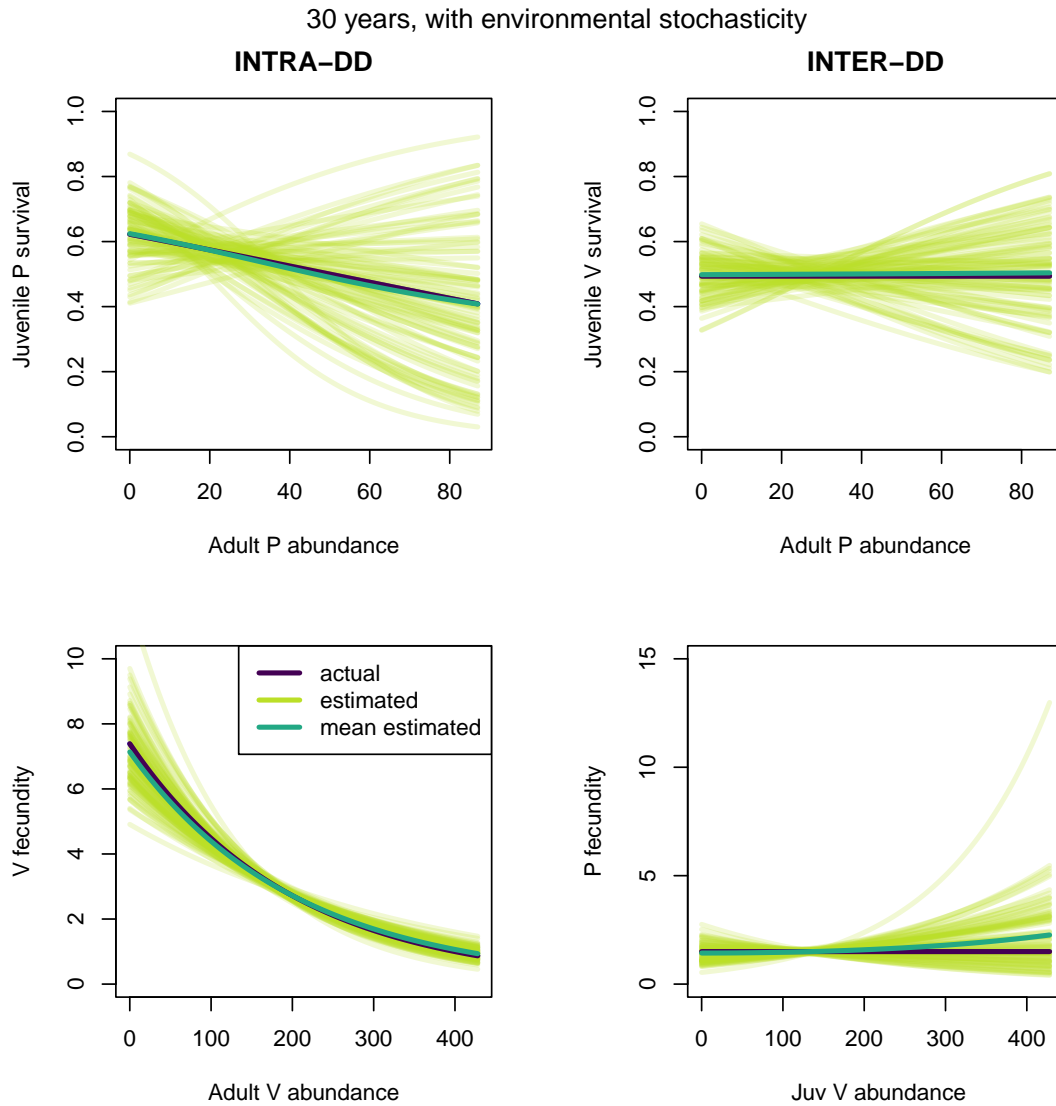 30 years, with environmental stochasticity
INTRA−DD
INTER−DD
Juvenile P survival
0.0 0.2 0.4 0.6 0.8 1.0
0 20 40 60 80
Adult P abundance
Juvenile V survival
0.0 0.2 0.4 0.6 0.8 1.0
0 20 40 60 80
Adult P abundance
V fecundity
0 2 4 6 8 10
actual
estimated
mean estimated
0 100 200 300 400
Adult V abundance
P fecundity
0 5 10 15
0 100 200 300 400
Juv V abundance